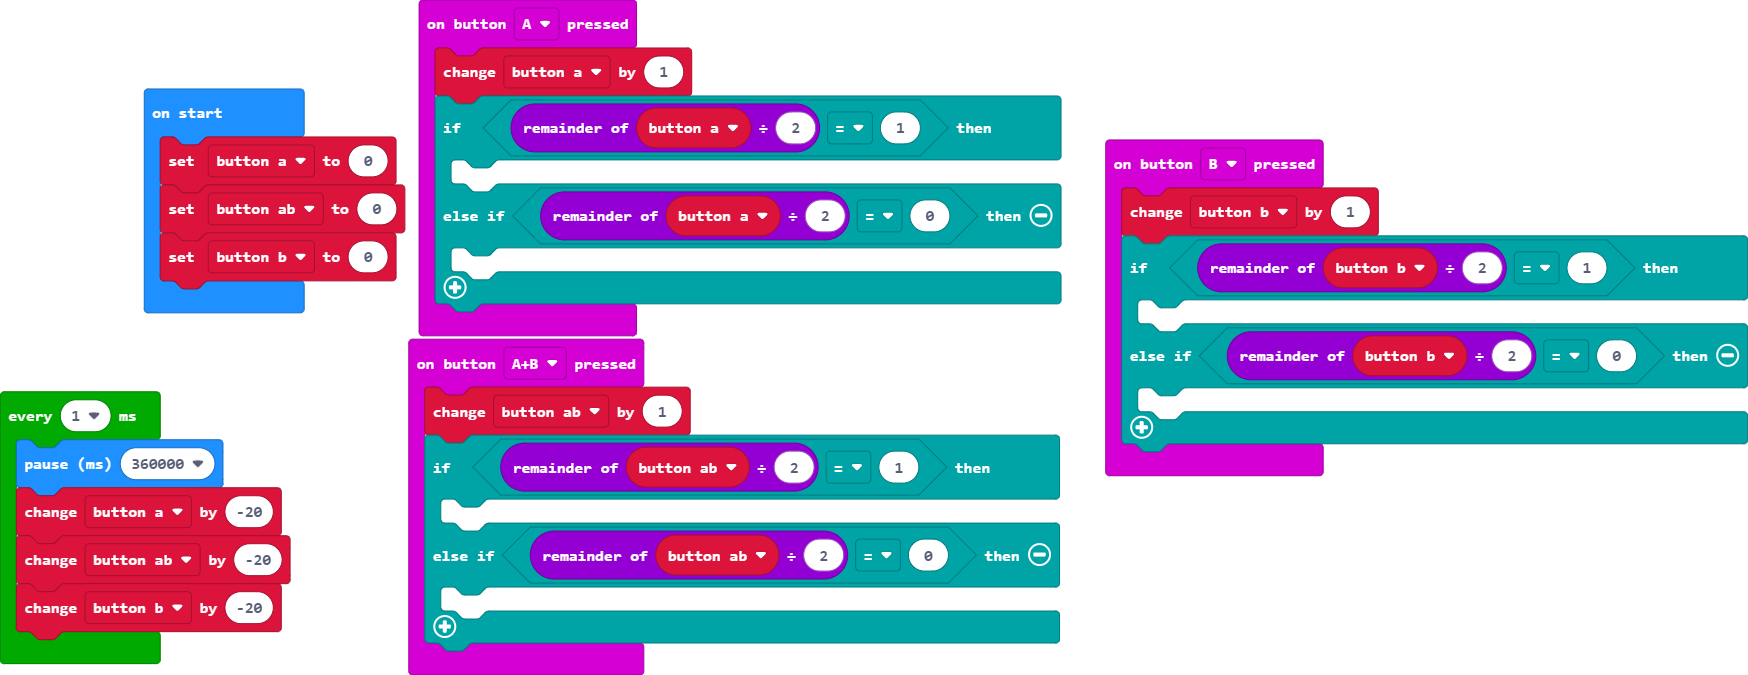 on start
set button a to 0
set button ab to 0
set button b to 0
every 1 ms
pause (ms) 360000
change button a by -20
change button ab by -20
change button b by -20
on button A pressed
change button a by 1
if remainder of button a ÷ 2 = 1 then
else if remainder of button a ÷ 2 = 0 then
on button A+B pressed
change button ab by 1
if remainder of button ab ÷ 2 = 1 then
else if remainder of button ab ÷ 2 = 0 then
on button B pressed
change button b by 1
if remainder of button b ÷ 2 = 1 then
else if remainder of button b ÷ 2 = 0 then